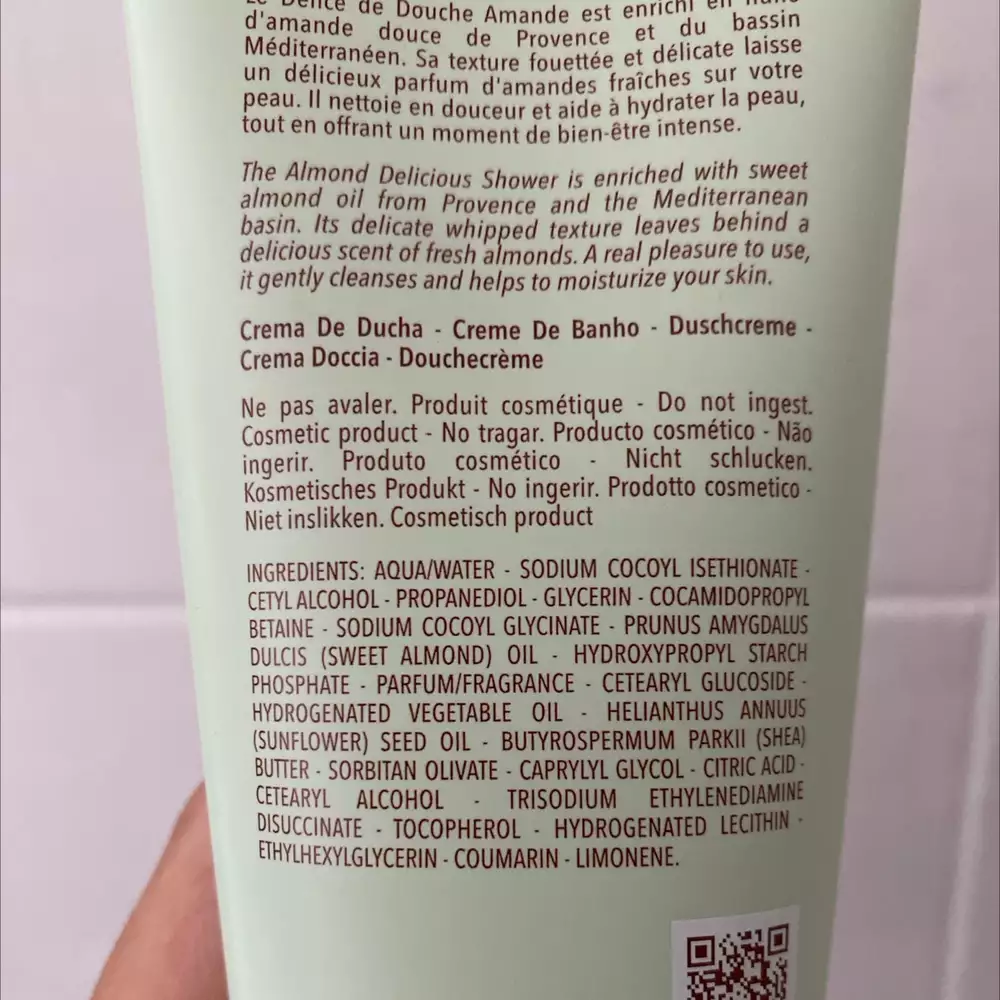 Le Délice de Douche Amande est enrichi en huile
d'amande douce de Provence et du bassin
Méditerranéen. Sa texture fouettée et délicate laisse
un délicieux parfum d'amandes fraîches sur votre
peau. Il nettoie en douceur et aide à hydrater la peau,
tout en offrant un moment de bien-être intense.
The Almond Delicious Shower is enriched with sweet
almond oil from Provence and the Mediterranean
basin. Its delicate whipped texture leaves behind a
delicious scent of fresh almonds. A real pleasure to use,
it gently cleanses and helps to moisturize your skin.
Crema De Ducha - Creme De Banho - Duschcreme -
Crema Doccia - Douchecrème
Ne pas avaler. Produit cosmétique - Do not ingest.
Cosmetic product - No tragar. Producto cosmético - Não
ingerir. Produto cosmético - Nicht schlucken.
Kosmetisches Produkt - No ingerir. Prodotto cosmetico -
Niet inslikken. Cosmetisch product
INGREDIENTS: AQUA/WATER - SODIUM COCOYL ISETHIONATE -
CETYL ALCOHOL - PROPANEDIOL - GLYCERIN - COCAMIDOPROPYL
BETAINE - SODIUM COCOYL GLYCINATE - PRUNUS AMYGDALUS
DULCIS (SWEET ALMOND) OIL - HYDROXYPROPYL STARCH
PHOSPHATE - PARFUM/FRAGRANCE - CETEARYL GLUCOSIDE -
HYDROGENATED VEGETABLE OIL - HELIANTHUS ANNUUS
(SUNFLOWER) SEED OIL - BUTYROSPERMUM PARKII (SHEA)
BUTTER - SORBITAN OLIVATE - CAPRYLYL GLYCOL - CITRIC ACID -
CETEARYL ALCOHOL - TRISODIUM ETHYLENEDIAMINE
DISUCCINATE - TOCOPHEROL - HYDROGENATED LECITHIN -
ETHYLHEXYLGLYCERIN - COUMARIN - LIMONENE.